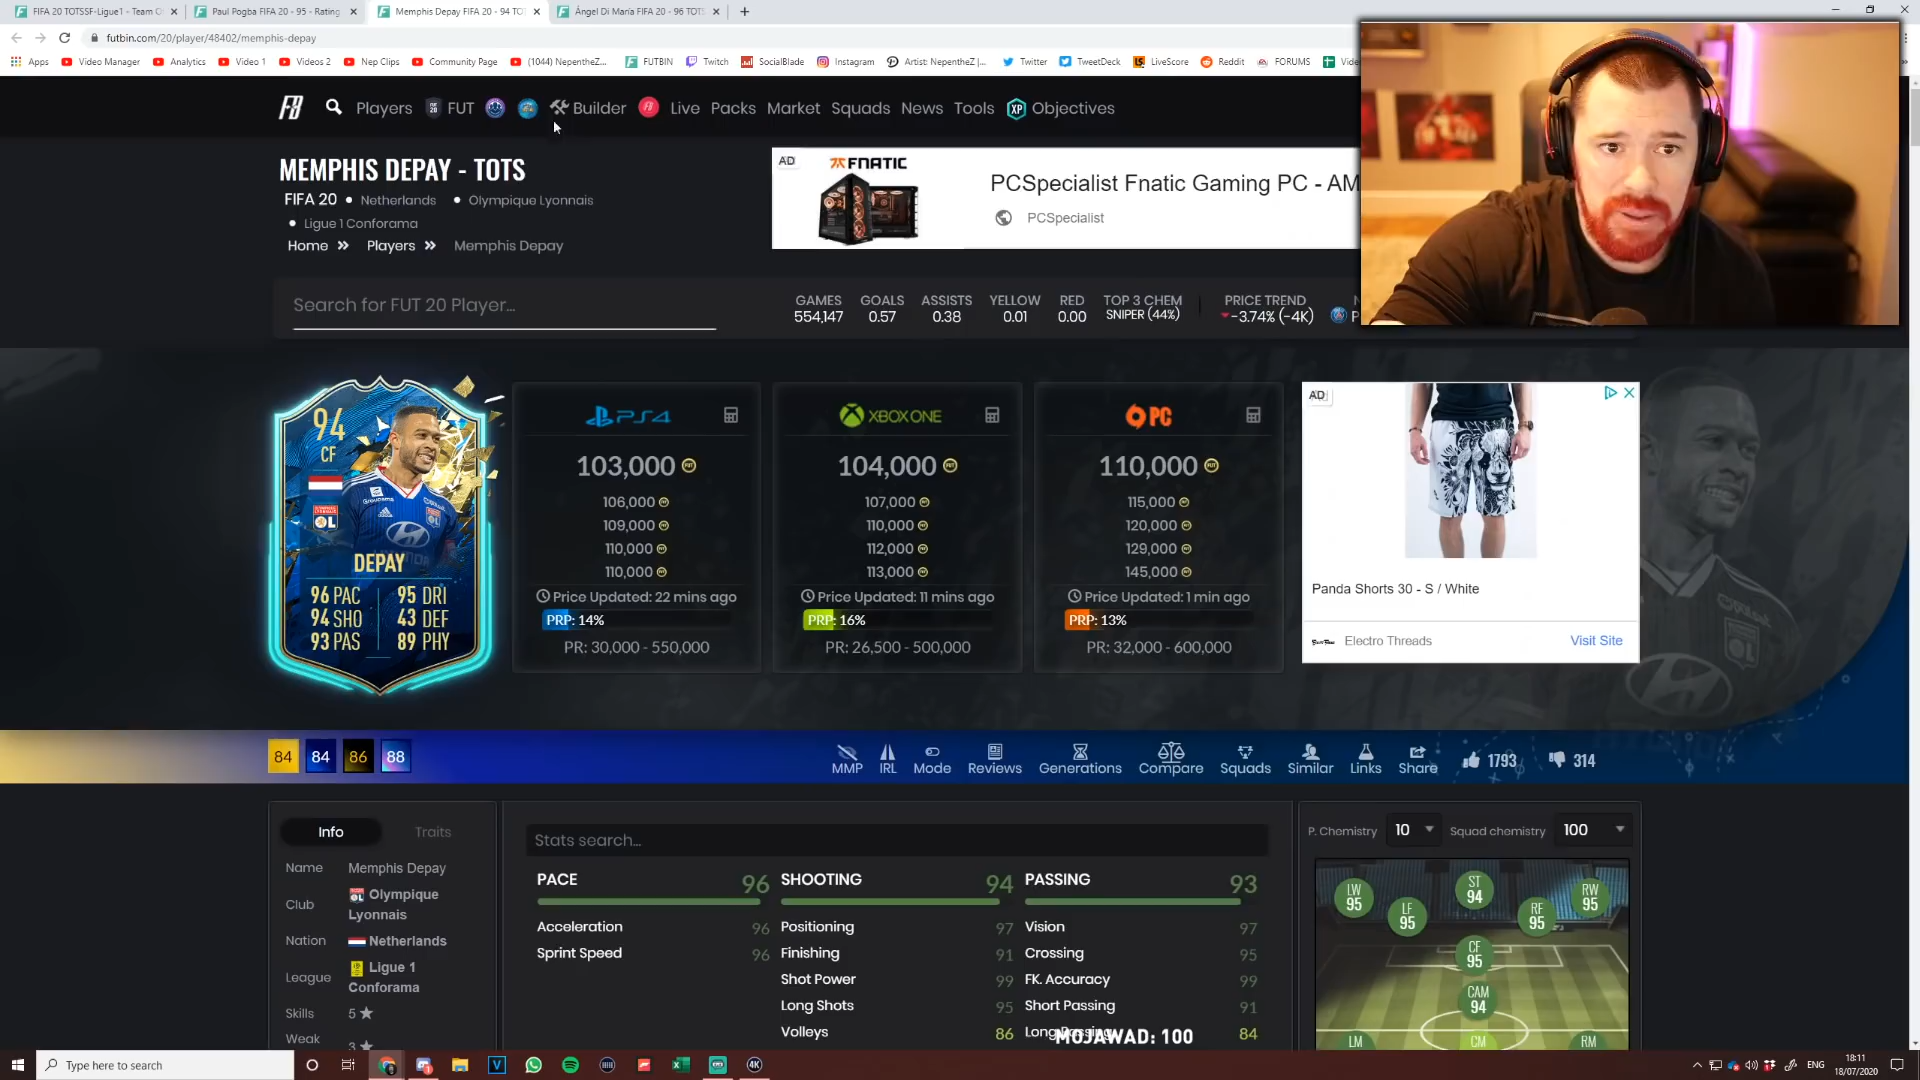 FIFA 20 TOTSSF-Ligue1 - Team O
Paul Pogba FIFA 20 - 95 - Rating
Memphis Depay FIFA 20 - 94 TOT
Ángel Di María FIFA 20 - 96 TOTS
futbin.com/20/player/48402/memphis-depay
Apps
Video Manager
Analytics
Video 1
Videos 2
Nep Clips
Community Page
(1044) NepentheZ...
FUTBIN
Twitch
SocialBlade
Instagram
Artist: NepentheZ |...
Twitter
TweetDeck
LiveScore
Reddit
FORUMS
Players
FUT
Builder
Live
Packs
Market
Squads
News
Tools
XP
Objectives
MEMPHIS DEPAY - TOTS
FIFA 20 • Netherlands • Olympique Lyonnais
• Ligue 1 Conforama
Home » Players » Memphis Depay
AD
FNATIC
PCSpecialist Fnatic Gaming PC - AM
PCSpecialist
Search for FUT 20 Player...
GAMES
554,147
GOALS
0.57
ASSISTS
0.38
YELLOW
0.01
RED
0.00
TOP 3 CHEM
SNIPER (44%)
PRICE TREND
-3.74% (-4K)
94
CF
DEPAY
96 PAC
94 SHO
93 PAS
95 DRI
43 DEF
89 PHY
PS4
103,000
106,000
109,000
110,000
110,000
Price Updated: 22 mins ago
PRP: 14%
PR: 30,000 - 550,000
XBOX ONE
104,000
107,000
110,000
112,000
113,000
Price Updated: 11 mins ago
PRP: 16%
PR: 26,500 - 500,000
PC
110,000
115,000
120,000
129,000
145,000
Price Updated: 1 min ago
PRP: 13%
PR: 32,000 - 600,000
AD
Panda Shorts 30 - S / White
Electro Threads
Visit Site
84
84
86
88
MMP
IRL
Mode
Reviews
Generations
Compare
Squads
Similar
Links
Share
1793
314
Info
Traits
Name Memphis Depay
Club Olympique Lyonnais
Nation Netherlands
League Ligue 1 Conforama
Skills 5 ★
Weak 3 ★
Stats search...
PACE 96
Acceleration 96
Sprint Speed 96
SHOOTING 94
Positioning 97
Finishing 91
Shot Power 99
Long Shots 95
Volleys 86
PASSING 93
Vision 97
Crossing 95
FK. Accuracy 99
Short Passing 91
Long Passing 84
MOJAWAD: 100
P. Chemistry 10
Squad chemistry 100
LW
95
LF
95
ST
94
RF
95
RW
95
CF
95
CAM
94
LM
CM
RM
Type here to search
ENG
18:11
18/07/2020